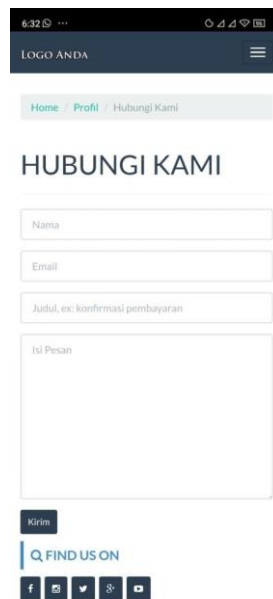 6:32 ...
LOGO ANDA
Home / Profil / Hubungi Kami
HUBUNGI KAMI
Nama
Email
Judul, ex: konfirmasi pembayaran
Isi Pesan
Kirim
FIND US ON